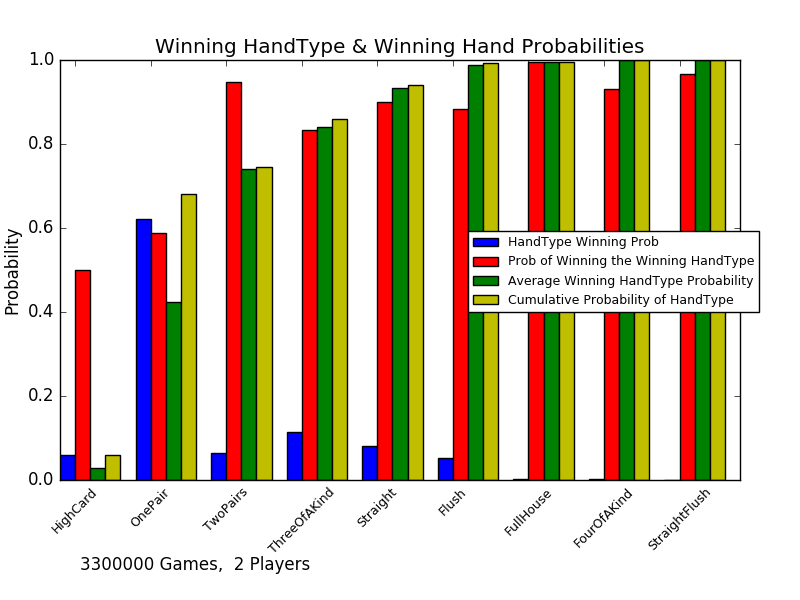 Winning HandType & Winning Hand Probabilities
Probability
1.0
0.8
0.6
0.4
0.2
0.0
HandType Winning Prob
Prob of Winning the Winning HandType
Average Winning HandType Probability
Cumulative Probability of HandType
HighCard
OnePair
TwoPairs
ThreeOfAKind
Straight
Flush
FullHouse
FourOfAKind
StraightFlush
3300000 Games,  2 Players